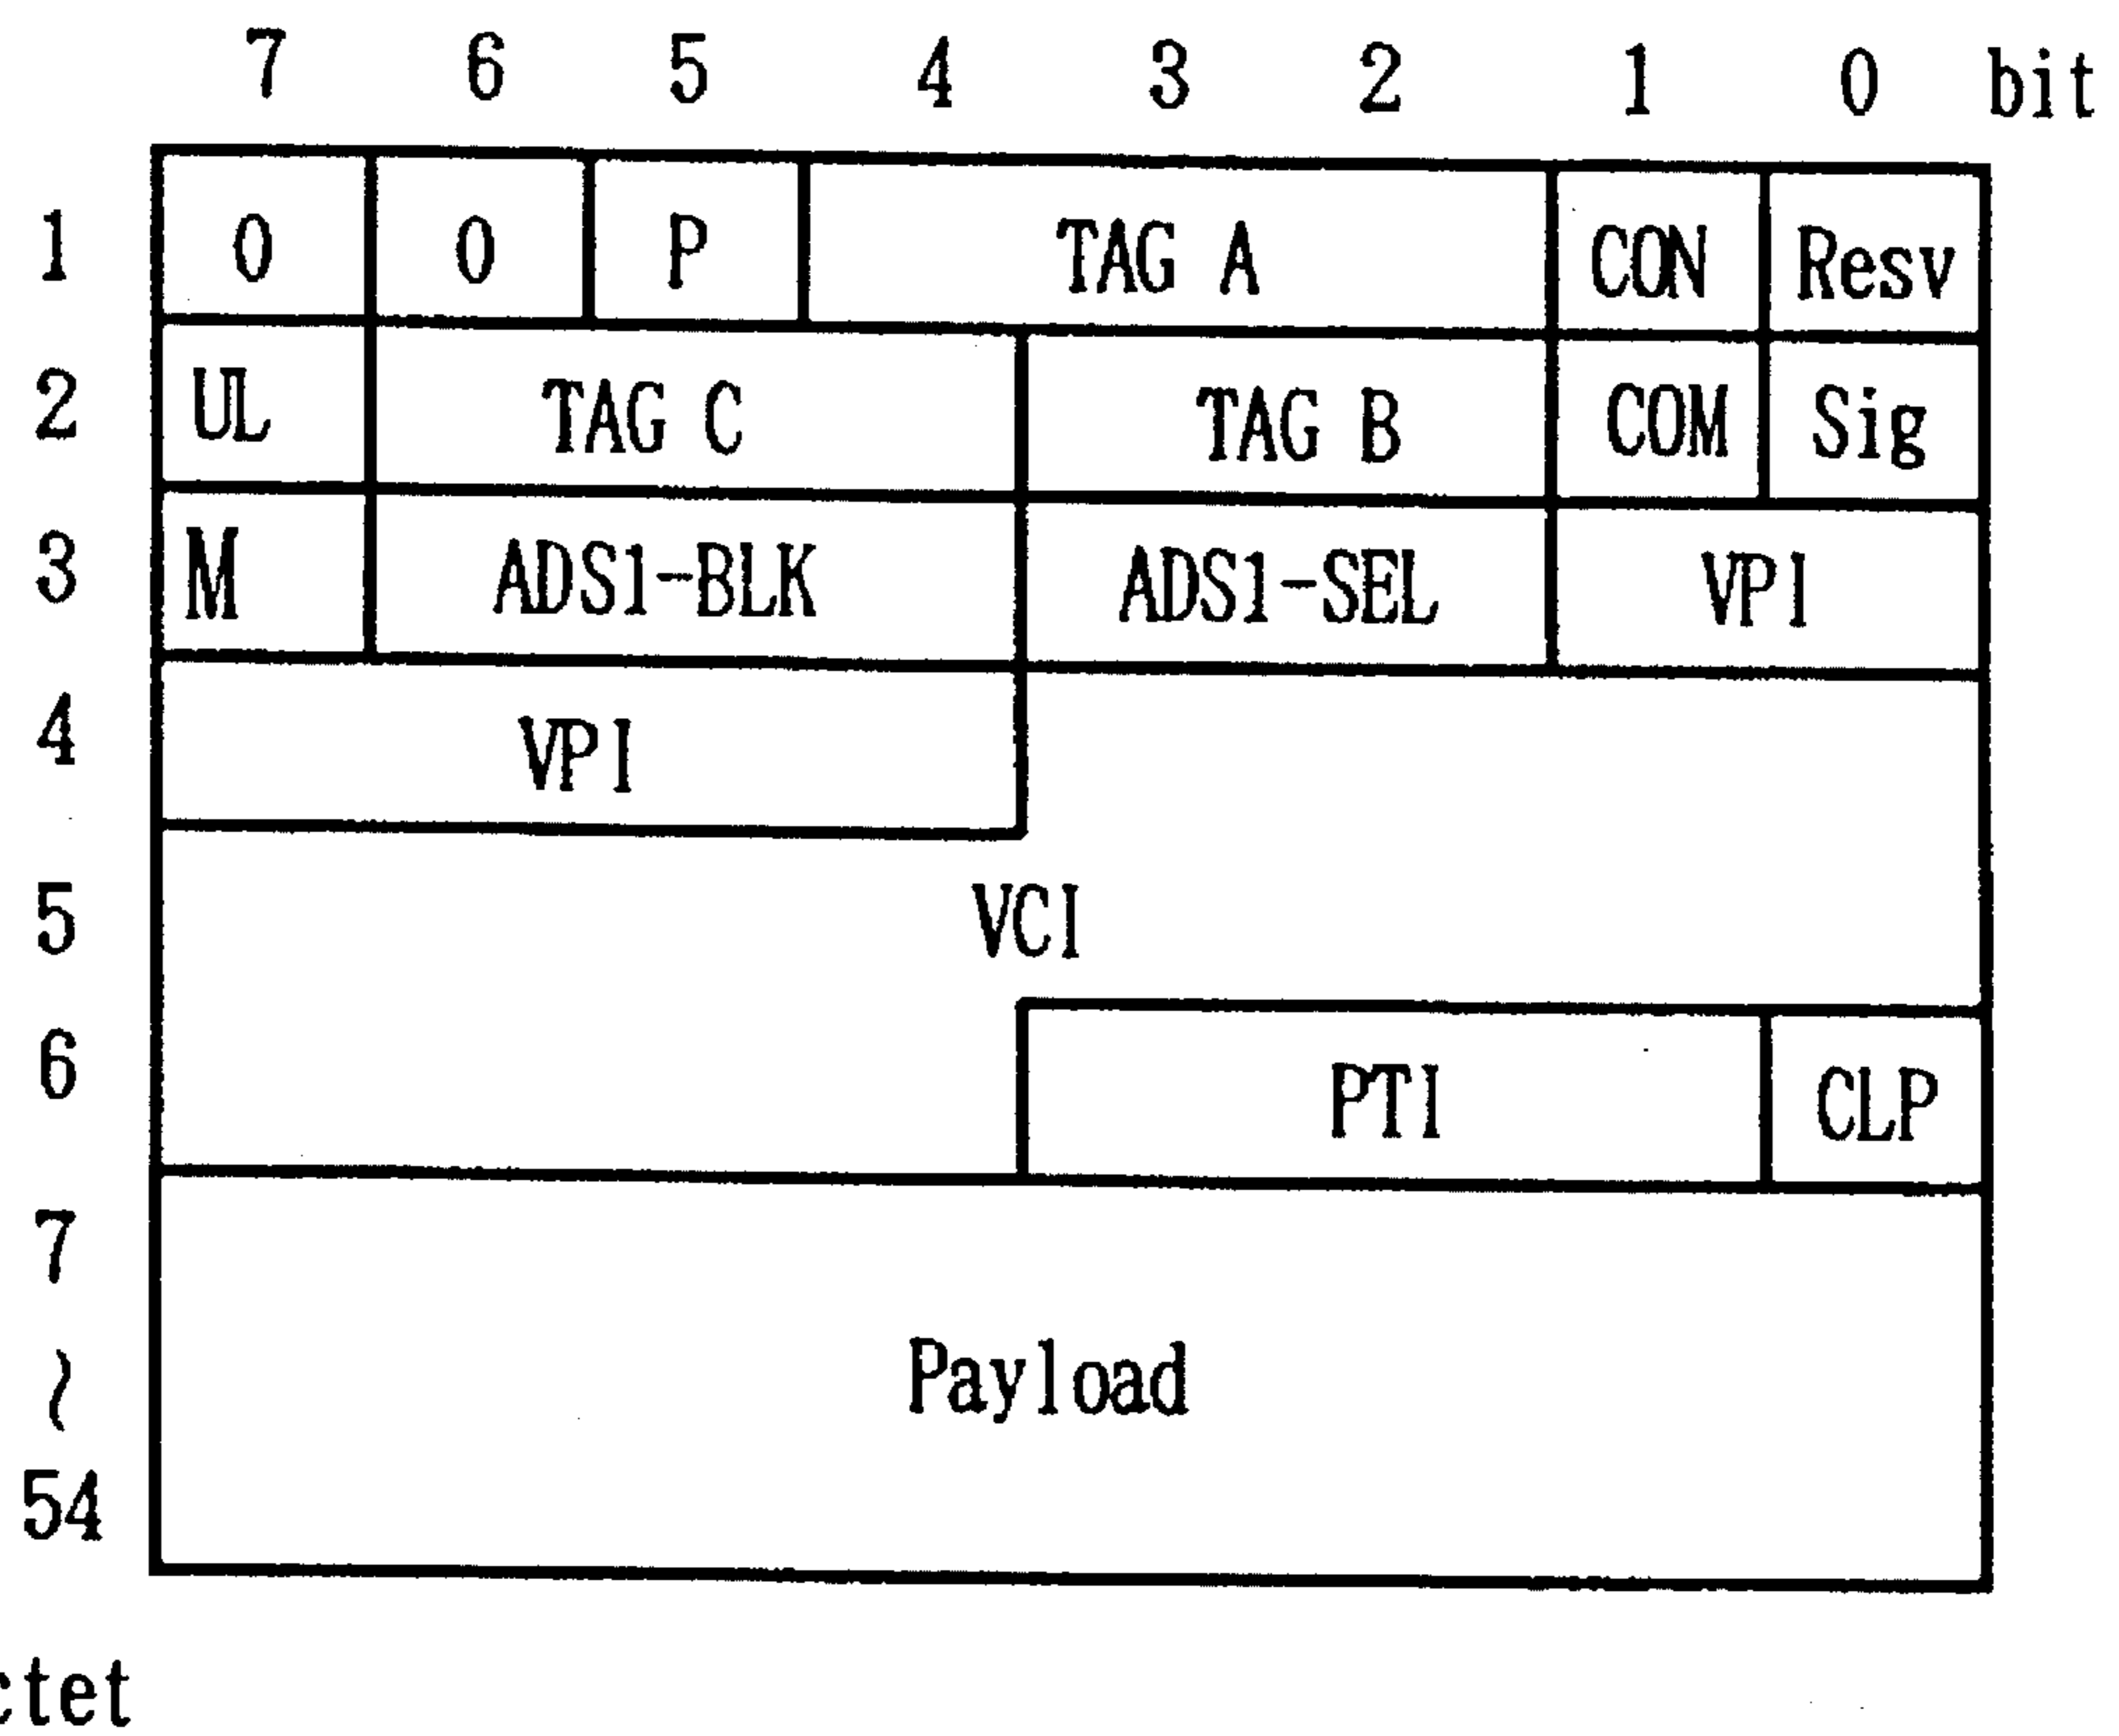 7 6 5 4 3 2 1 0 bit
1 0 0 P TAG A CON Resv
2 UL TAG C TAG B COM Sig
3 M ADS1-BLK ADS1-SEL VPI
4 VPI
5 VCI
6 PTI CLP
7
~
Payload
54
ctet